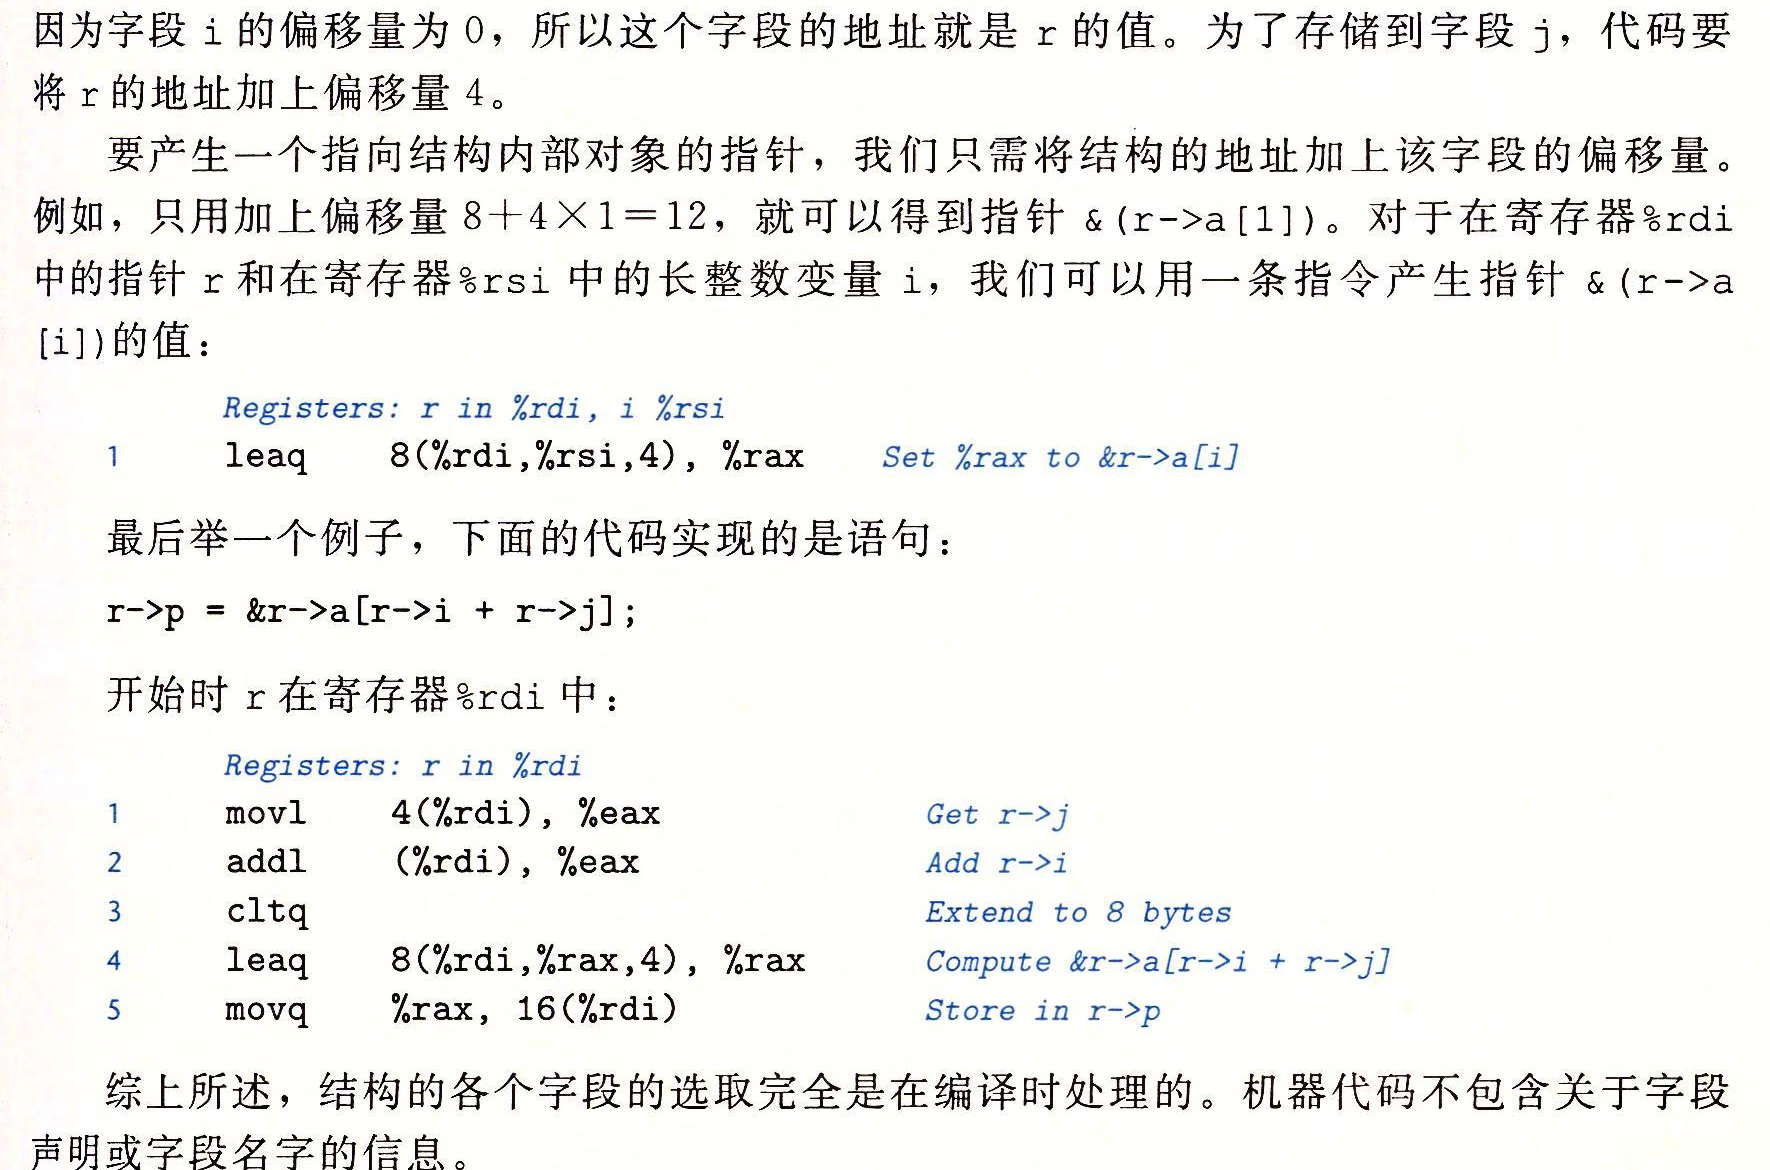 因为字段 i 的偏移量为 0，所以这个字段的地址就是 r 的值。为了存储到字段 j，代码要
将 r 的地址加上偏移量 4。
要产生一个指向结构内部对象的指针，我们只需将结构的地址加上该字段的偏移量。
例如，只用加上偏移量 8+4×1=12，就可以得到指针 &(r->a[1])。对于在寄存器%rdi
中的指针 r 和在寄存器%rsi 中的长整数变量 i，我们可以用一条指令产生指针 &(r->a
[i])的值：
Registers: r in %rdi, i %rsi
1 leaq 8(%rdi,%rsi,4), %rax Set %rax to &r->a[i]
最后举一个例子，下面的代码实现的是语句：
r->p = &r->a[r->i + r->j];
开始时 r 在寄存器%rdi 中：
Registers: r in %rdi
1 movl 4(%rdi), %eax Get r->j
2 addl (%rdi), %eax Add r->i
3 cltq Extend to 8 bytes
4 leaq 8(%rdi,%rax,4), %rax Compute &r->a[r->i + r->j]
5 movq %rax, 16(%rdi) Store in r->p
综上所述，结构的各个字段的选取完全是在编译时处理的。机器代码不包含关于字段
声明或字段名字的信息。